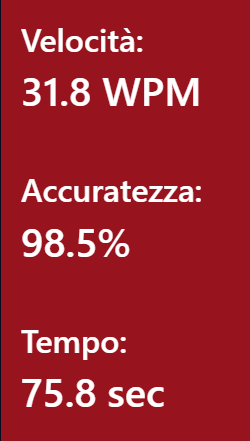 Velocità:
31.8 WPM
Accuratezza:
98.5%
Tempo:
75.8 sec